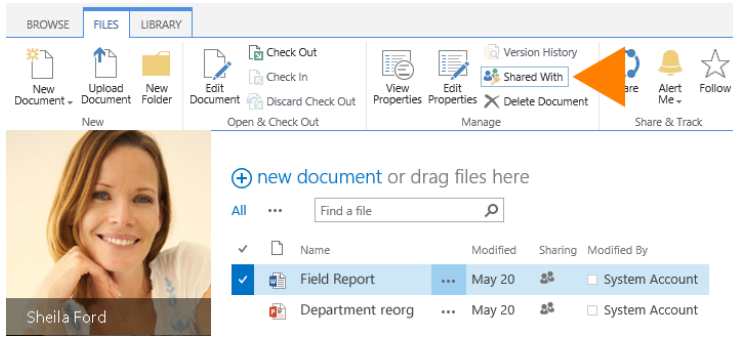 BROWSE FILES LIBRARY
New Document
Upload Document
New Folder
New
Edit Document
Check Out
Check In
Discard Check Out
Open & Check Out
View Properties
Edit Properties
Version History
Shared With
Delete Document
Manage
Alert Me
Follow
Share & Track
new document or drag files here
All ... Find a file
Name Modified Sharing Modified By
Field Report ... May 20 System Account
Department reorg ... May 20 System Account
Sheila Ford